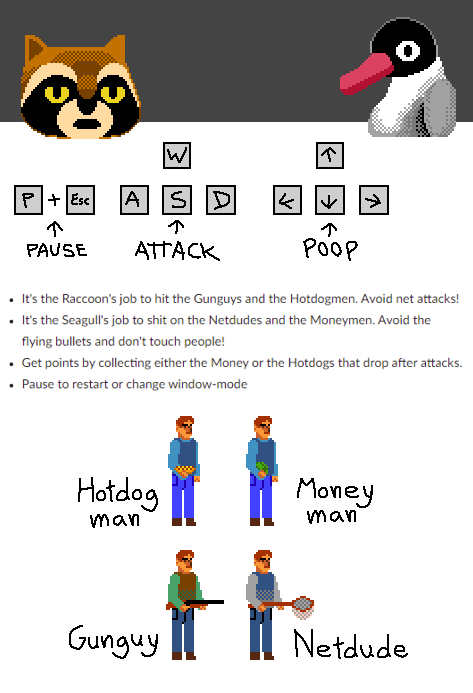 W ↑
P + Esc A S D ← ↓ →
↑ ↑ ↑
PAUSE ATTACK POOP
• It's the Raccoon's job to hit the Gunguys and the Hotdogmen. Avoid net attacks!
• It's the Seagull's job to shit on the Netdudes and the Moneymen. Avoid the
flying bullets and don't touch people!
• Get points by collecting either the Money or the Hotdogs that drop after attacks.
• Pause to restart or change window-mode
Hotdog
man
Money
man
Gunguy
Netdude